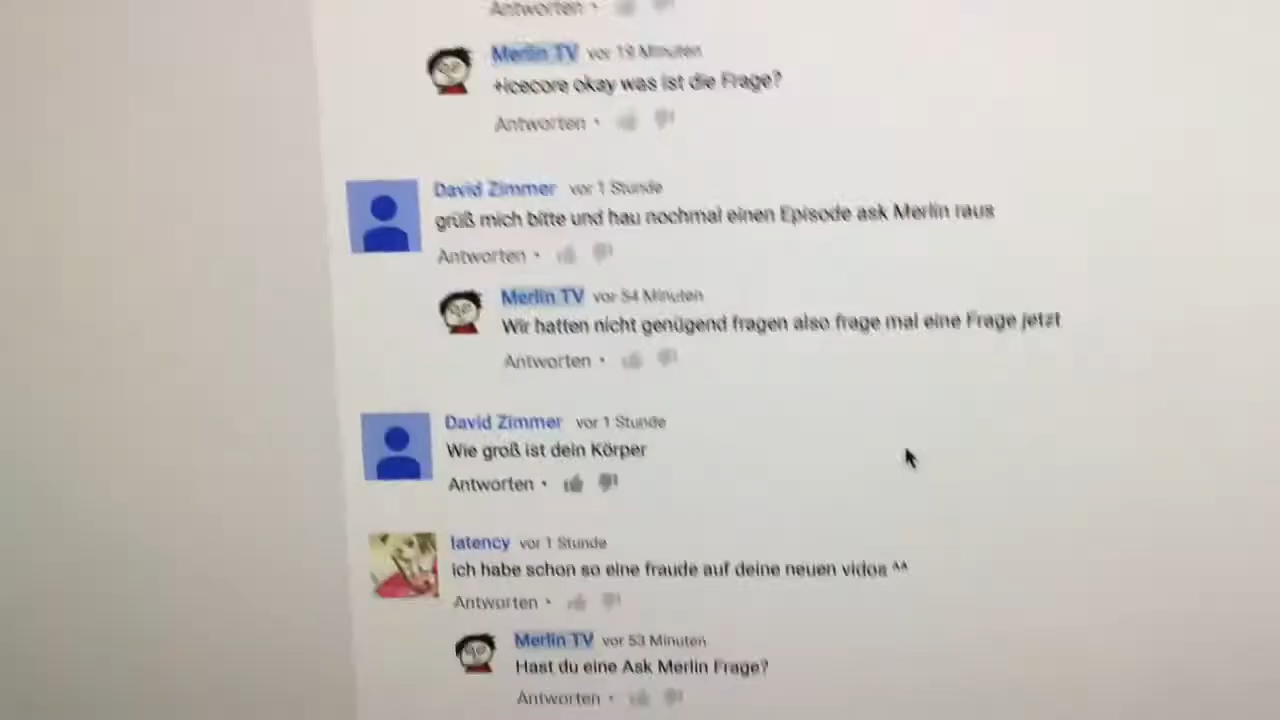 Antworten •
Merlin TV vor 19 Minuten
+icecore okay was ist die Frage?
Antworten •
David Zimmer vor 1 Stunde
grüß mich bitte und hau nochmal einen Episode ask Merlin raus
Antworten •
Merlin TV vor 54 Minuten
Wir hatten nicht genügend fragen also frage mal eine Frage jetzt
Antworten •
David Zimmer vor 1 Stunde
Wie groß ist dein Körper
Antworten •
latency vor 1 Stunde
ich habe schon so eine fraude auf deine neuen vidos ^^
Antworten •
Merlin TV vor 53 Minuten
Hast du eine Ask Merlin Frage?
Antworten •